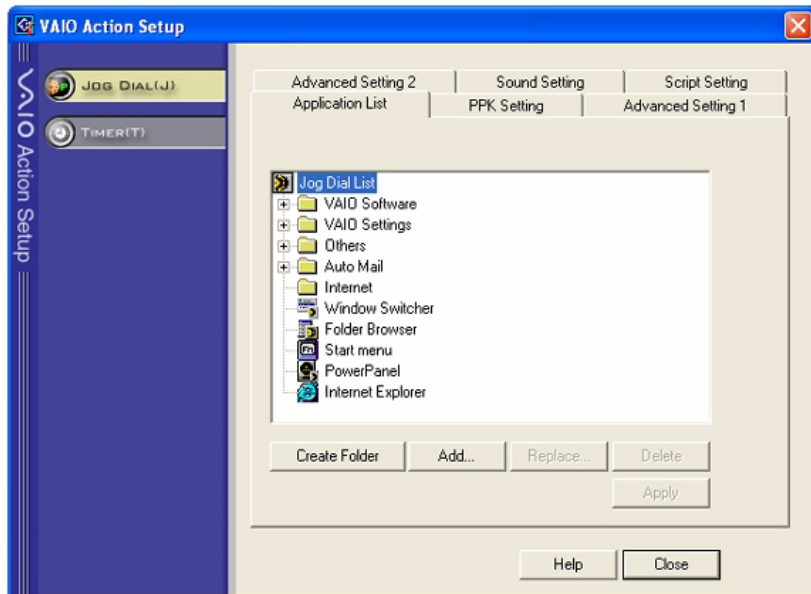 VAIO Action Setup
JOG DIAL(J)
TIMER(T)
VAIO Action Setup
Advanced Setting 2 Sound Setting Script Setting
Application List PPK Setting Advanced Setting 1
Jog Dial List
VAIO Software
VAIO Settings
Others
Auto Mail
Internet
Window Switcher
Folder Browser
Fn Start menu
PowerPanel
Internet Explorer
Create Folder Add... Replace... Delete
Apply
Help Close